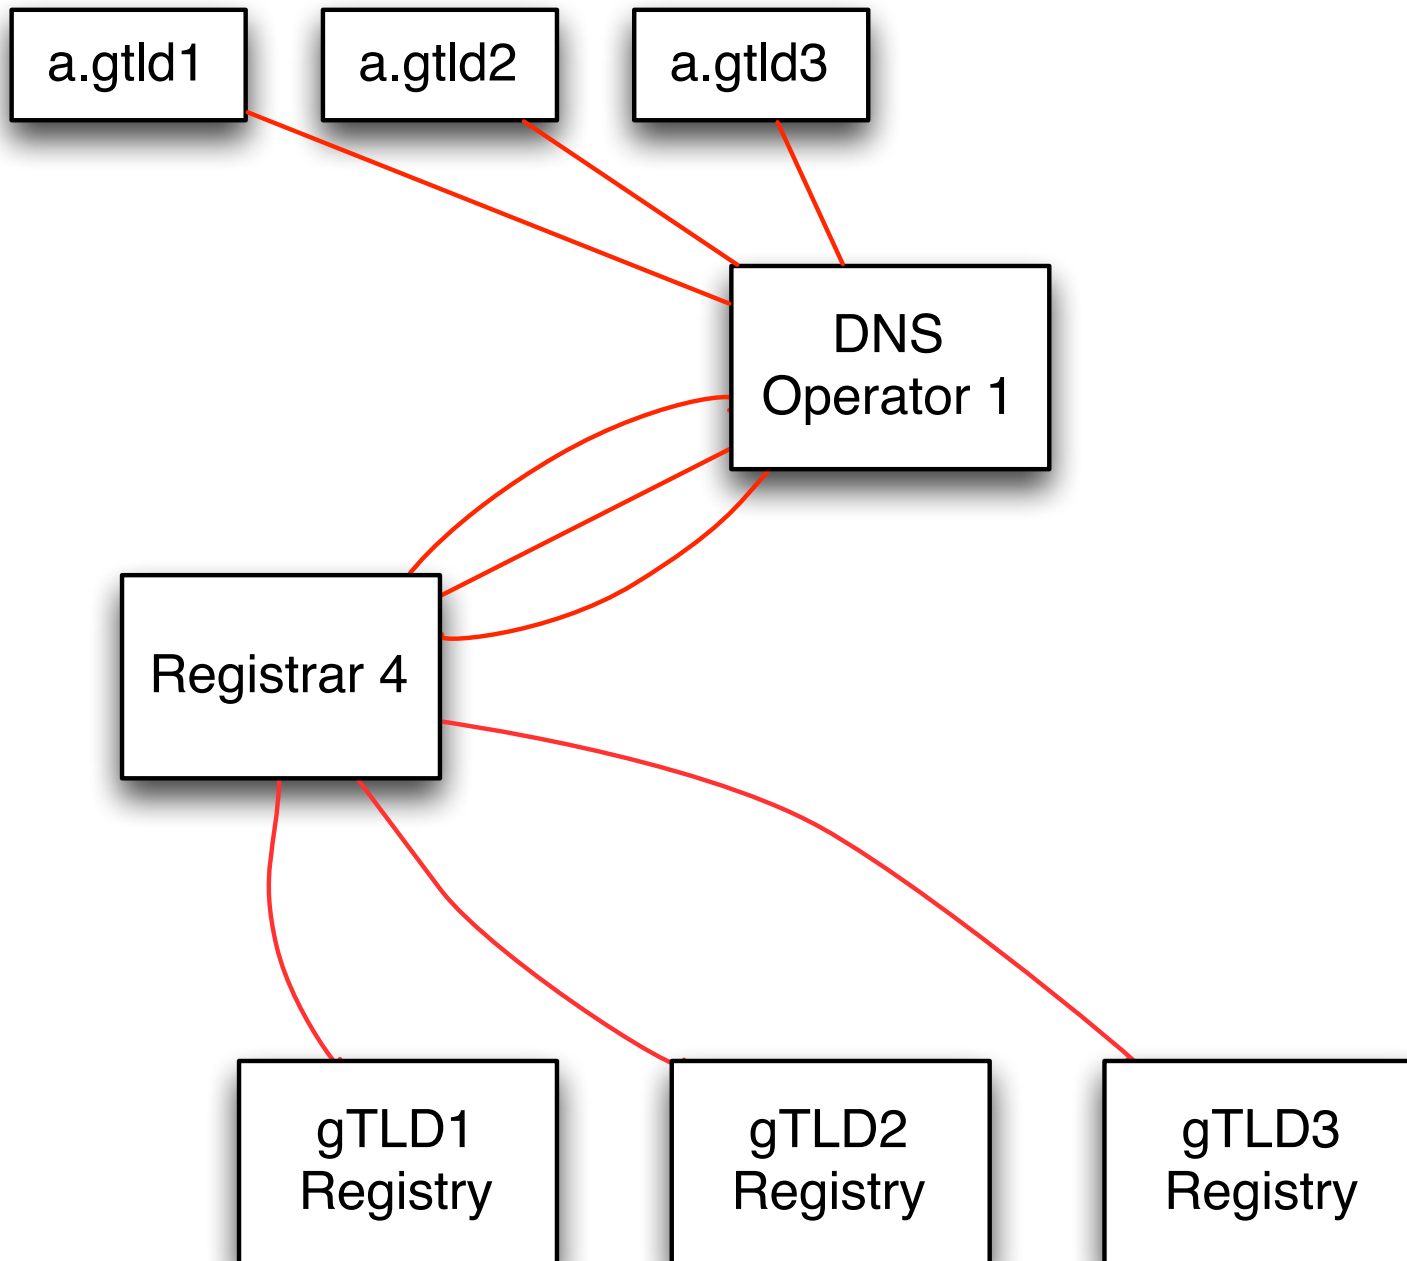 a.gtld1
a.gtld2
a.gtld3
DNS
Operator 1
Registrar 4
gTLD1
Registry
gTLD2
Registry
gTLD3
Registry